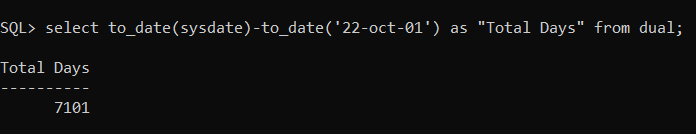 SQL> select to_date(sysdate)-to_date('22-oct-01') as "Total Days" from dual;
Total Days
----------
7101